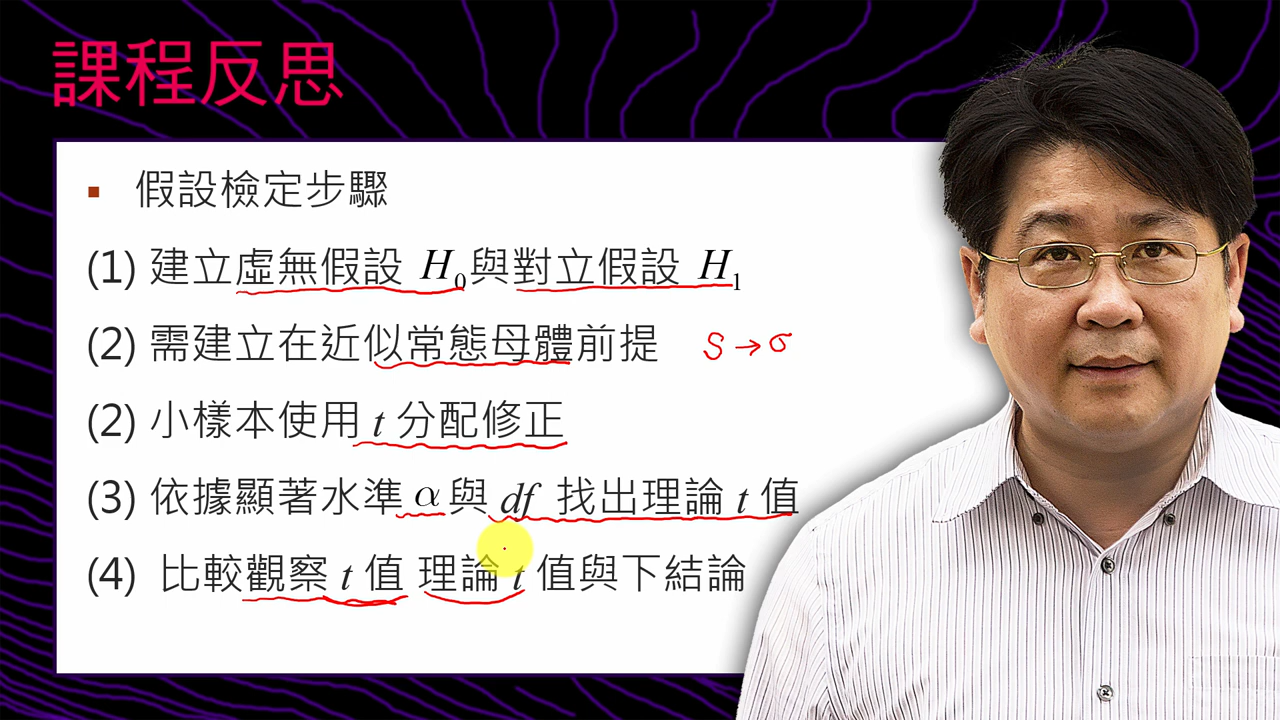 課程反思
▪ 假設檢定步驟
(1) 建立虛無假設 H₀與對立假設 H₁
(2) 需建立在近似常態母體前提 S→σ
(2) 小樣本使用 t 分配修正
(3) 依據顯著水準 α 與 df 找出理論 t 值
(4) 比較觀察 t 值 理論 t 值與下結論